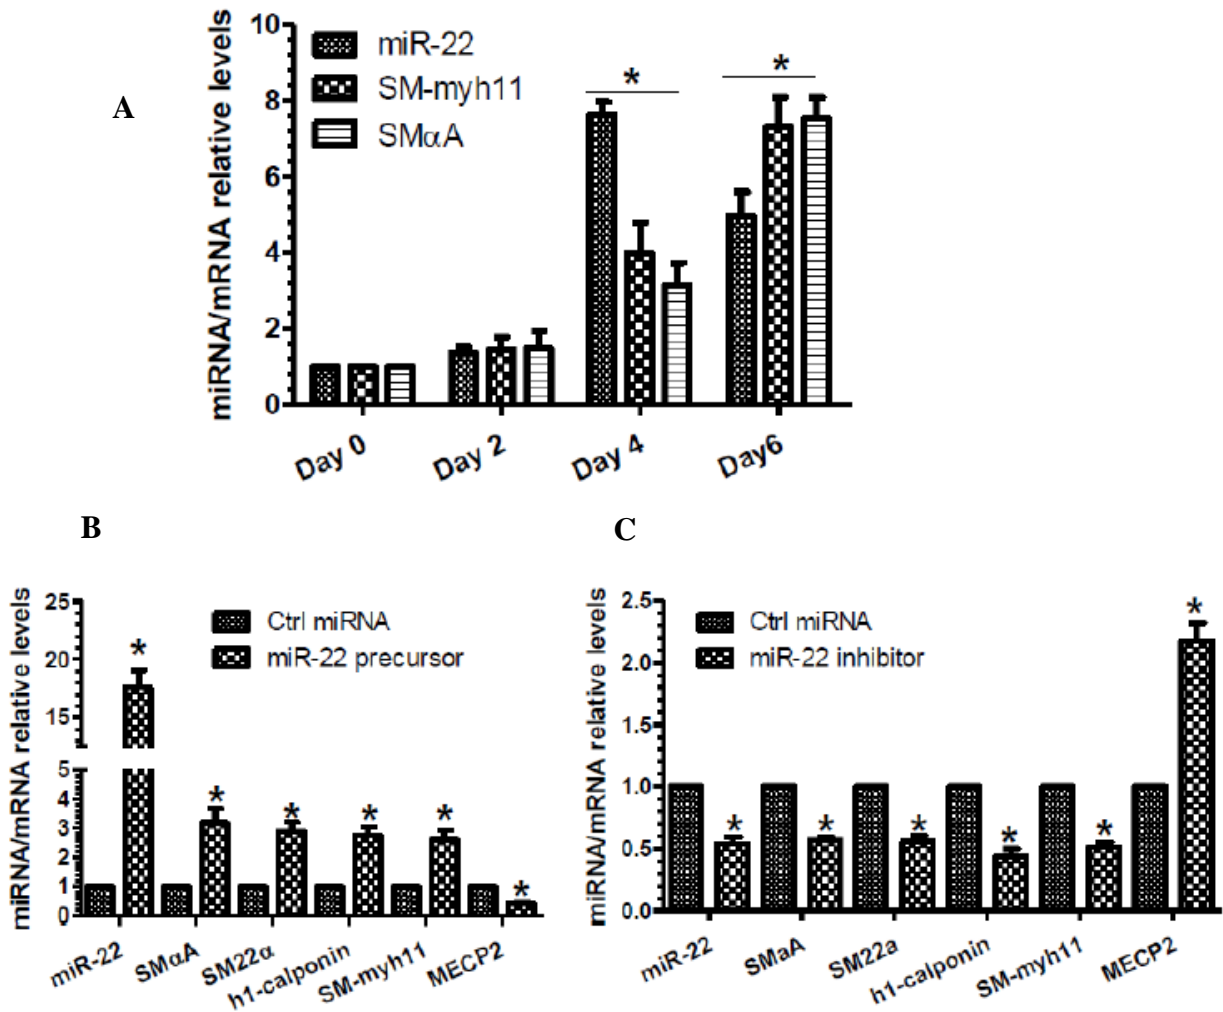 A
miRNA/mRNA relative levels
10
8
6
4
2
0
miR-22
SM-myh11
SMαA
*
*
Day 0
Day 2
Day 4
Day6
B
miRNA/mRNA relative levels
25
20
15
5
4
3
2
1
0
Ctrl miRNA
miR-22 precursor
*
*
*
*
*
*
miR-22
SMαA
SM22α
h1-calponin
SM-myh11
MECP2
C
miRNA/mRNA relative levels
2.5
2.0
1.5
1.0
0.5
0.0
Ctrl miRNA
miR-22 inhibitor
*
*
*
*
*
*
miR-22
SMaA
SM22a
h1-calponin
SM-myh11
MECP2